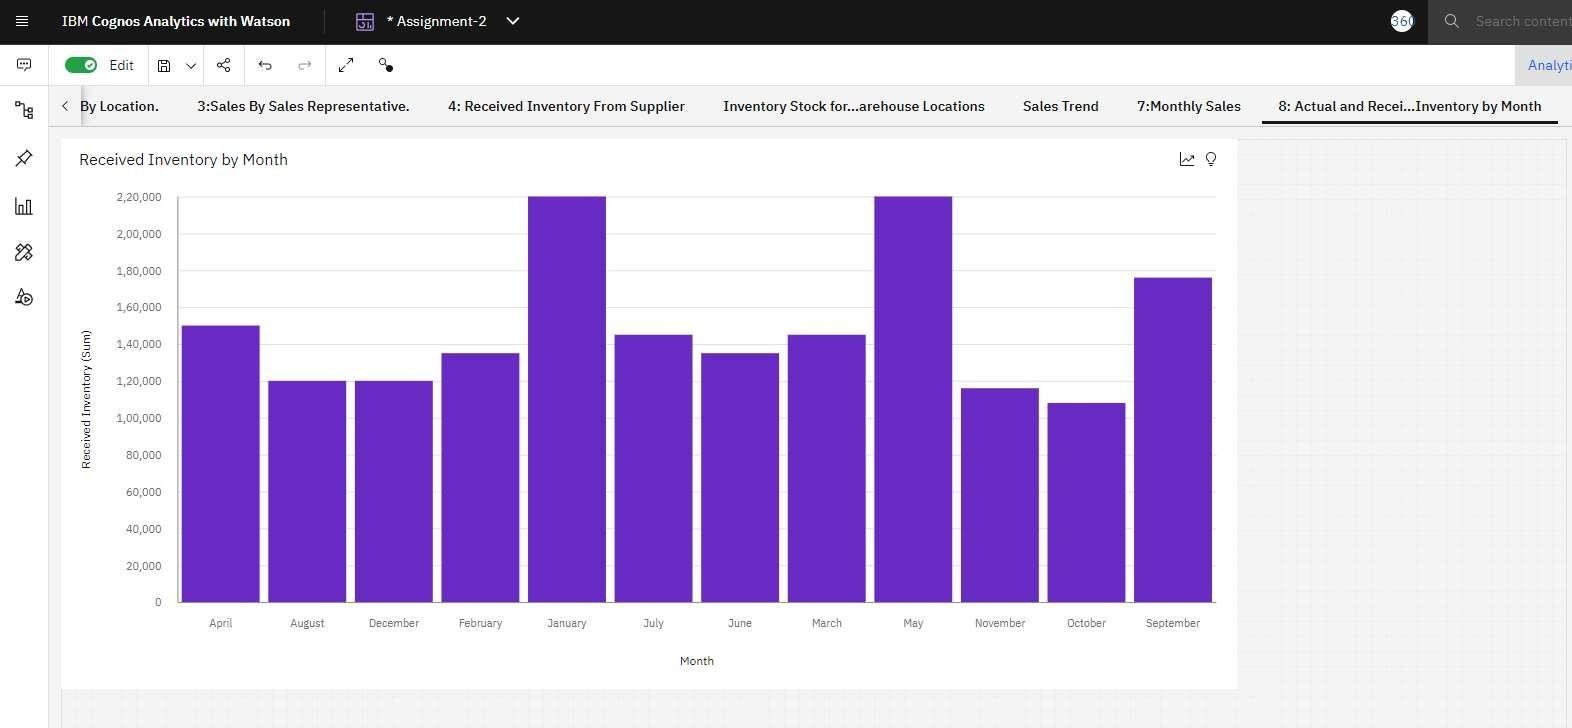 IBM Cognos Analytics with Watson
* Assignment-2
360
Search content
Edit
Analyti
By Location.
3:Sales By Sales Representative.
4: Received Inventory From Supplier
Inventory Stock for...arehouse Locations
Sales Trend
7:Monthly Sales
8: Actual and Recei...Inventory by Month
Received Inventory by Month
Received Inventory (Sum)
2,20,000
2,00,000
1,80,000
1,60,000
1,40,000
1,20,000
1,00,000
80,000
60,000
40,000
20,000
0
April
August
December
February
January
July
June
March
May
November
October
September
Month